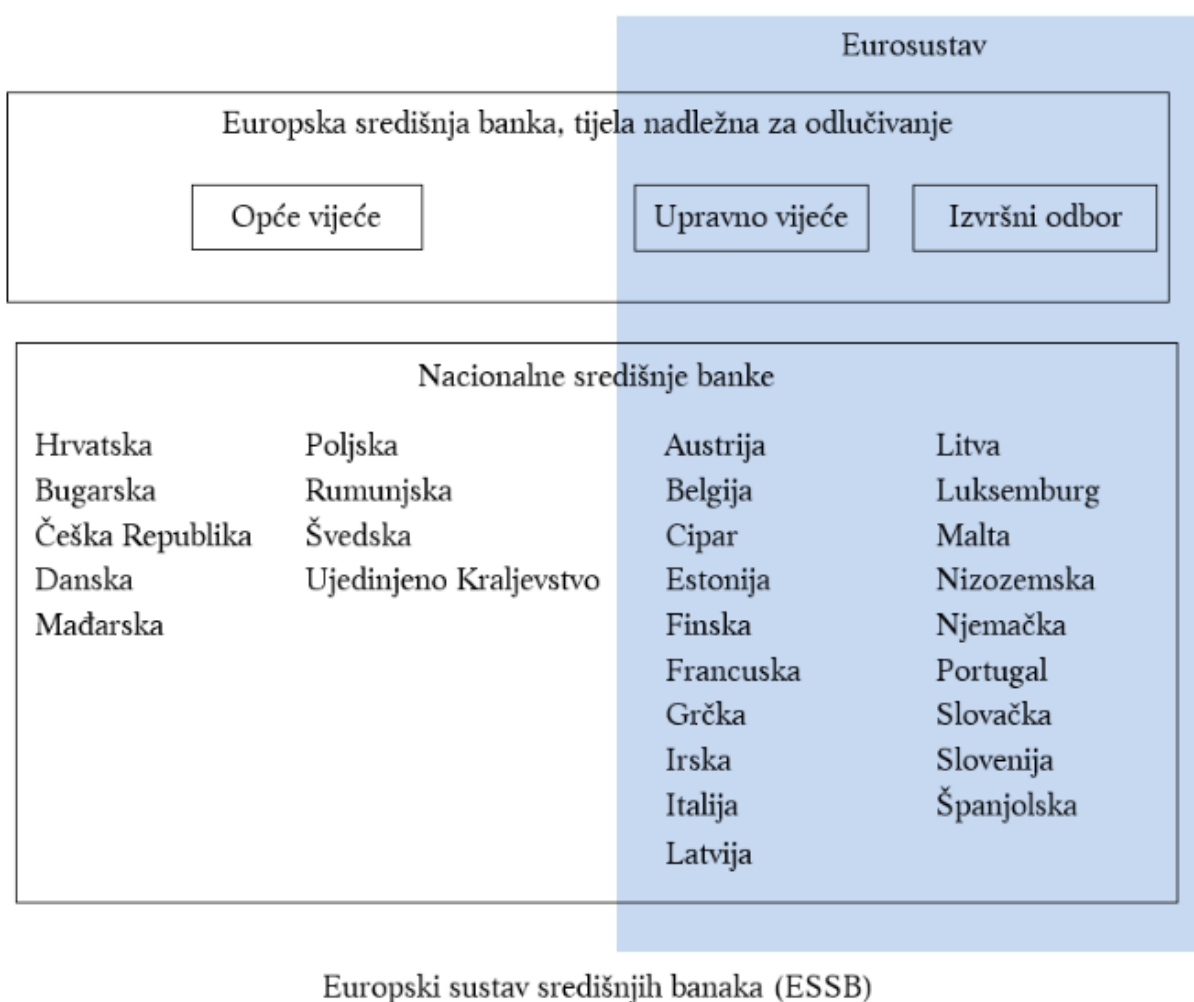 Eurosustav
Europska središnja banka, tijela nadležna za odlučivanje
Opće vijeće
Upravno vijeće
Izvršni odbor
Nacionalne središnje banke
Hrvatska
Bugarska
Češka Republika
Danska
Mađarska
Poljska
Rumunjska
Švedska
Ujedinjeno Kraljevstvo
Austrija
Belgija
Cipar
Estonija
Finska
Francuska
Grčka
Irska
Italija
Latvija
Litva
Luksemburg
Malta
Nizozemska
Njemačka
Portugal
Slovačka
Slovenija
Španjolska
Europski sustav središnjih banaka (ESSB)